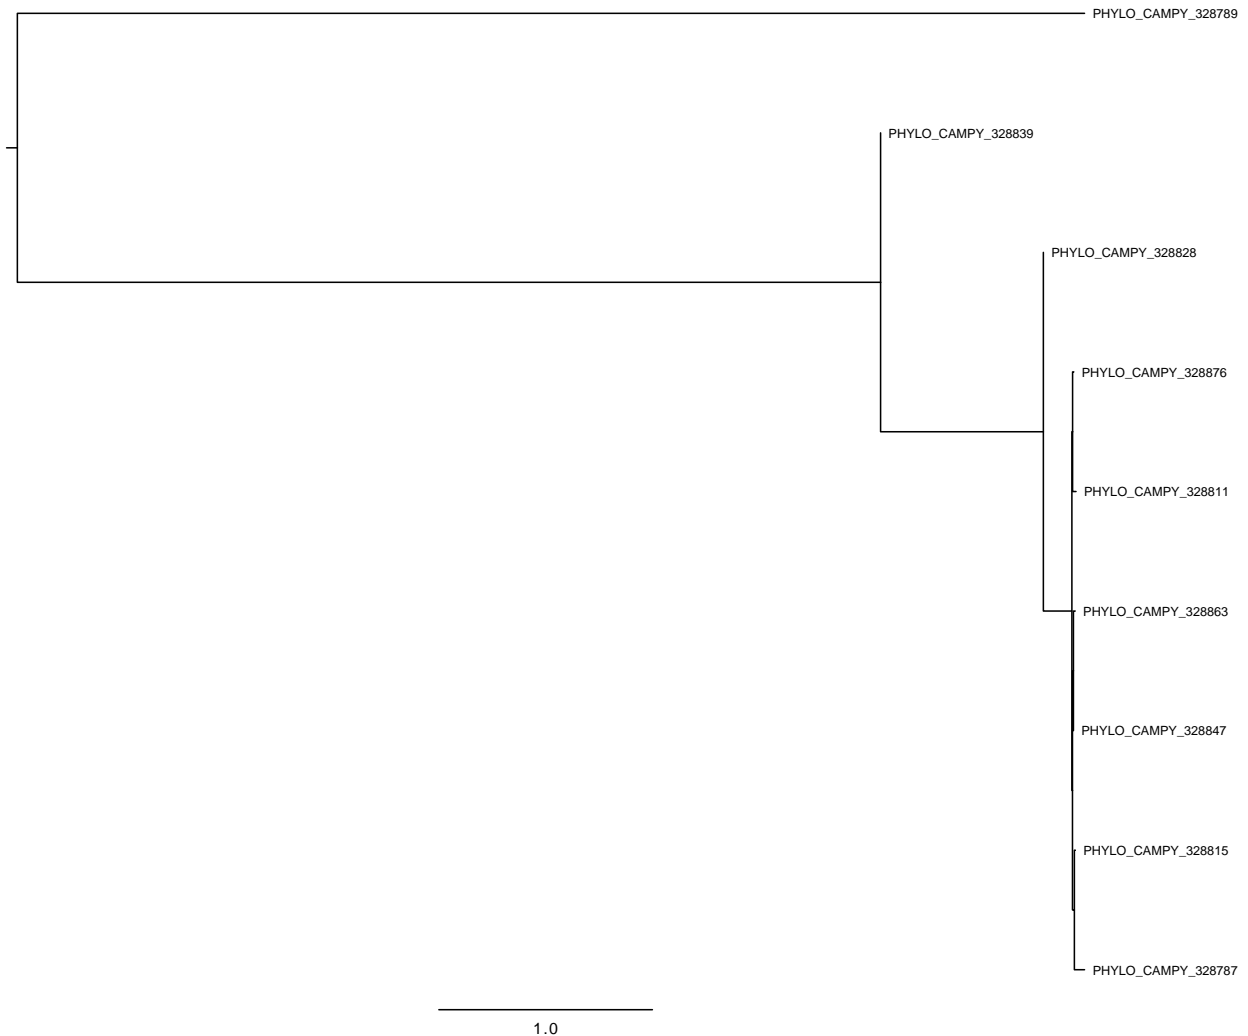 PHYLO_CAMPY_328789
PHYLO_CAMPY_328839
PHYLO_CAMPY_328828
PHYLO_CAMPY_328876
PHYLO_CAMPY_328811
PHYLO_CAMPY_328863
PHYLO_CAMPY_328847
PHYLO_CAMPY_328815
PHYLO_CAMPY_328787
1.0